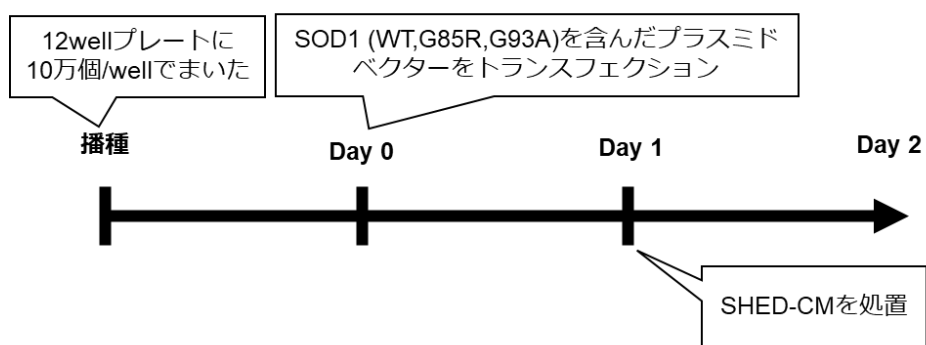 12wellプレートに
10万個/wellでまいた
SOD1 (WT,G85R,G93A)を含んだプラスミド
ベクターをトランスフェクション
播種
Day 0
Day 1
Day 2
SHED-CMを処置